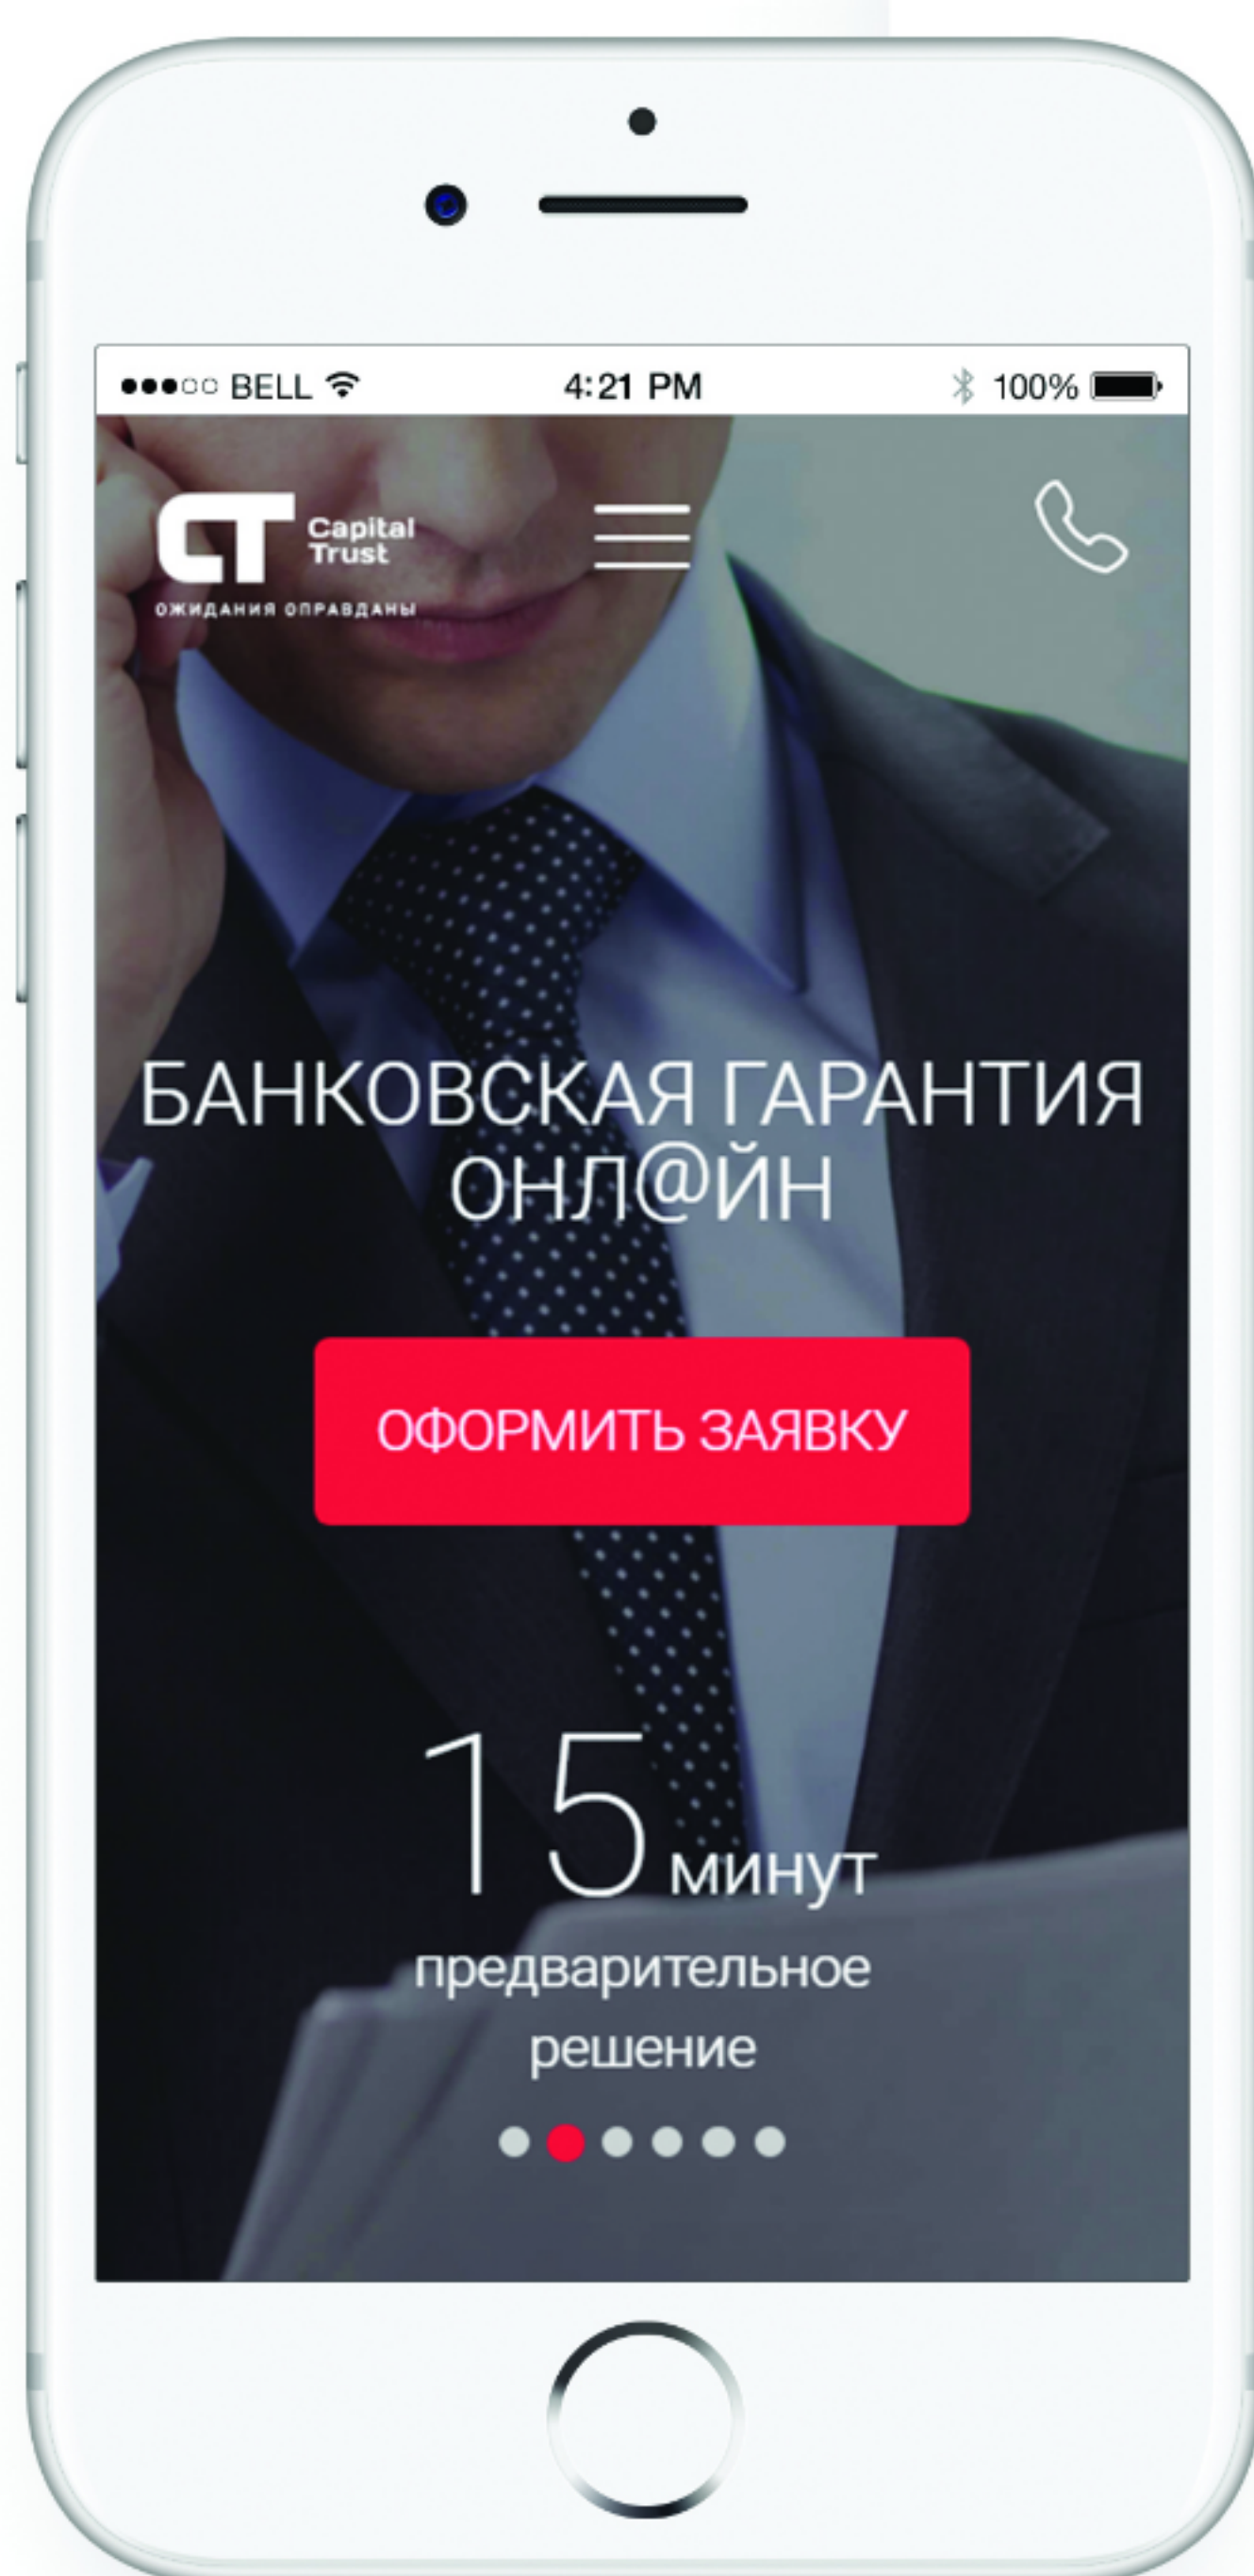 BELL 4:21 PM 100%
CT Capital
Trust
ОЖИДАНИЯ ОПРАВДАНЫ
БАНКОВСКАЯ ГАРАНТИЯ
ОНЛ@ЙН
ОФОРМИТЬ ЗАЯВКУ
15 минут
предварительное
решение